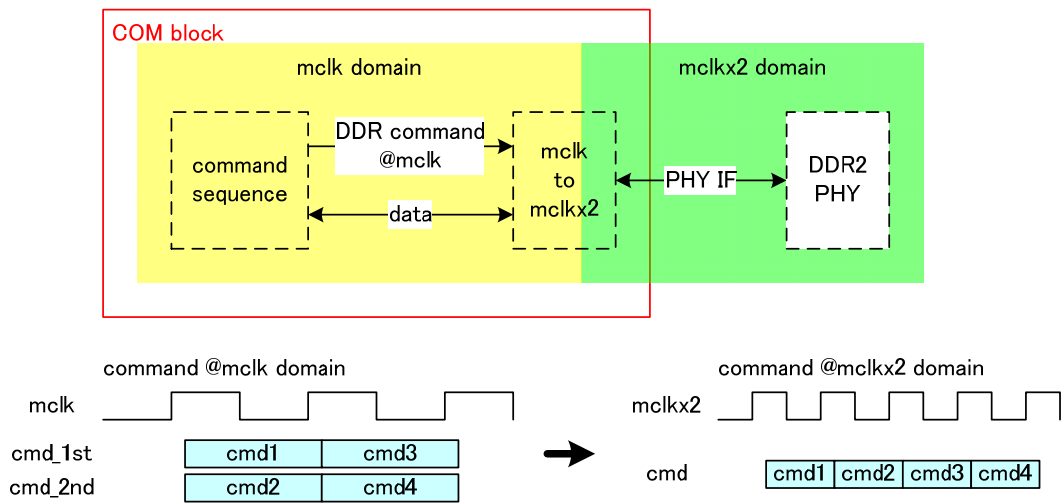 COM block
mclk domain
mclkx2 domain
command
sequence
DDR command
@mclk
data
mclk
to
mclkx2
PHY IF
DDR2
PHY
command @mclk domain
mclk
cmd_1st
cmd1
cmd3
cmd_2nd
cmd2
cmd4
command @mclkx2 domain
mclkx2
cmd
cmd1
cmd2
cmd3
cmd4